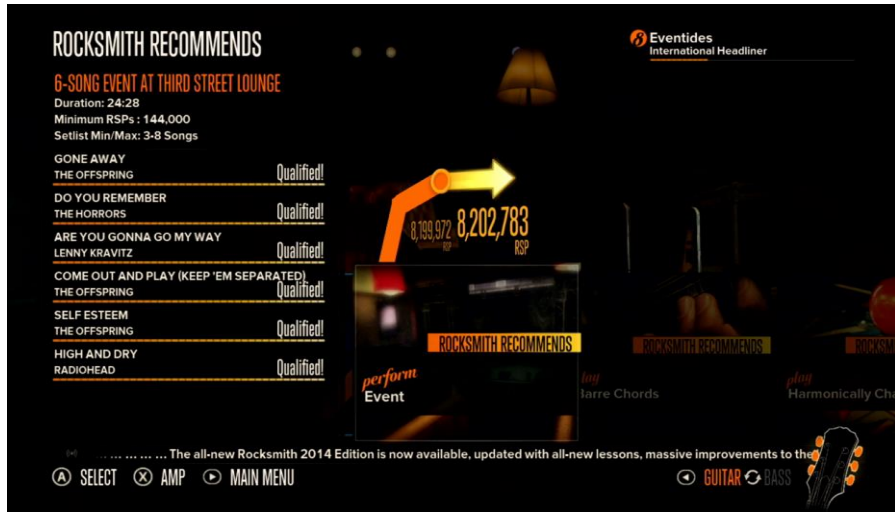 ROCKSMITH RECOMMENDS
8 Eventides
International Headliner
6-SONG EVENT AT THIRD STREET LOUNGE
Duration: 24:28
Minimum RSPs : 144,000
Setlist Min/Max: 3-8 Songs
GONE AWAY
THE OFFSPRING Qualified!
DO YOU REMEMBER
THE HORRORS Qualified!
ARE YOU GONNA GO MY WAY
LENNY KRAVITZ Qualified!
COME OUT AND PLAY (KEEP 'EM SEPARATED)
THE OFFSPRING Qualified!
SELF ESTEEM
THE OFFSPRING Qualified!
HIGH AND DRY
RADIOHEAD Qualified!
8,199,972 RSP
8,202,783 RSP
ROCKSMITH RECOMMENDS
perform
Event
ROCKSMITH RECOMMENDS
play
Barre Chords
ROCKSM
play
Harmonically Cha
... ... ... ... ... The all-new Rocksmith 2014 Edition is now available, updated with all-new lessons, massive improvements to the
A SELECT X AMP MAIN MENU
GUITAR BASS